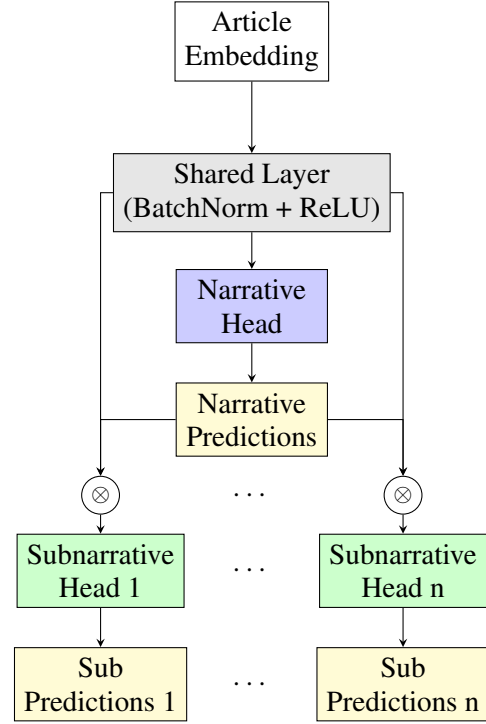 Article
Embedding
Shared Layer
(BatchNorm + ReLU)
Narrative
Head
Narrative
Predictions
⊗ . . . ⊗
Subnarrative
Head 1
. . .
Subnarrative
Head n
Sub
Predictions 1
. . .
Sub
Predictions n